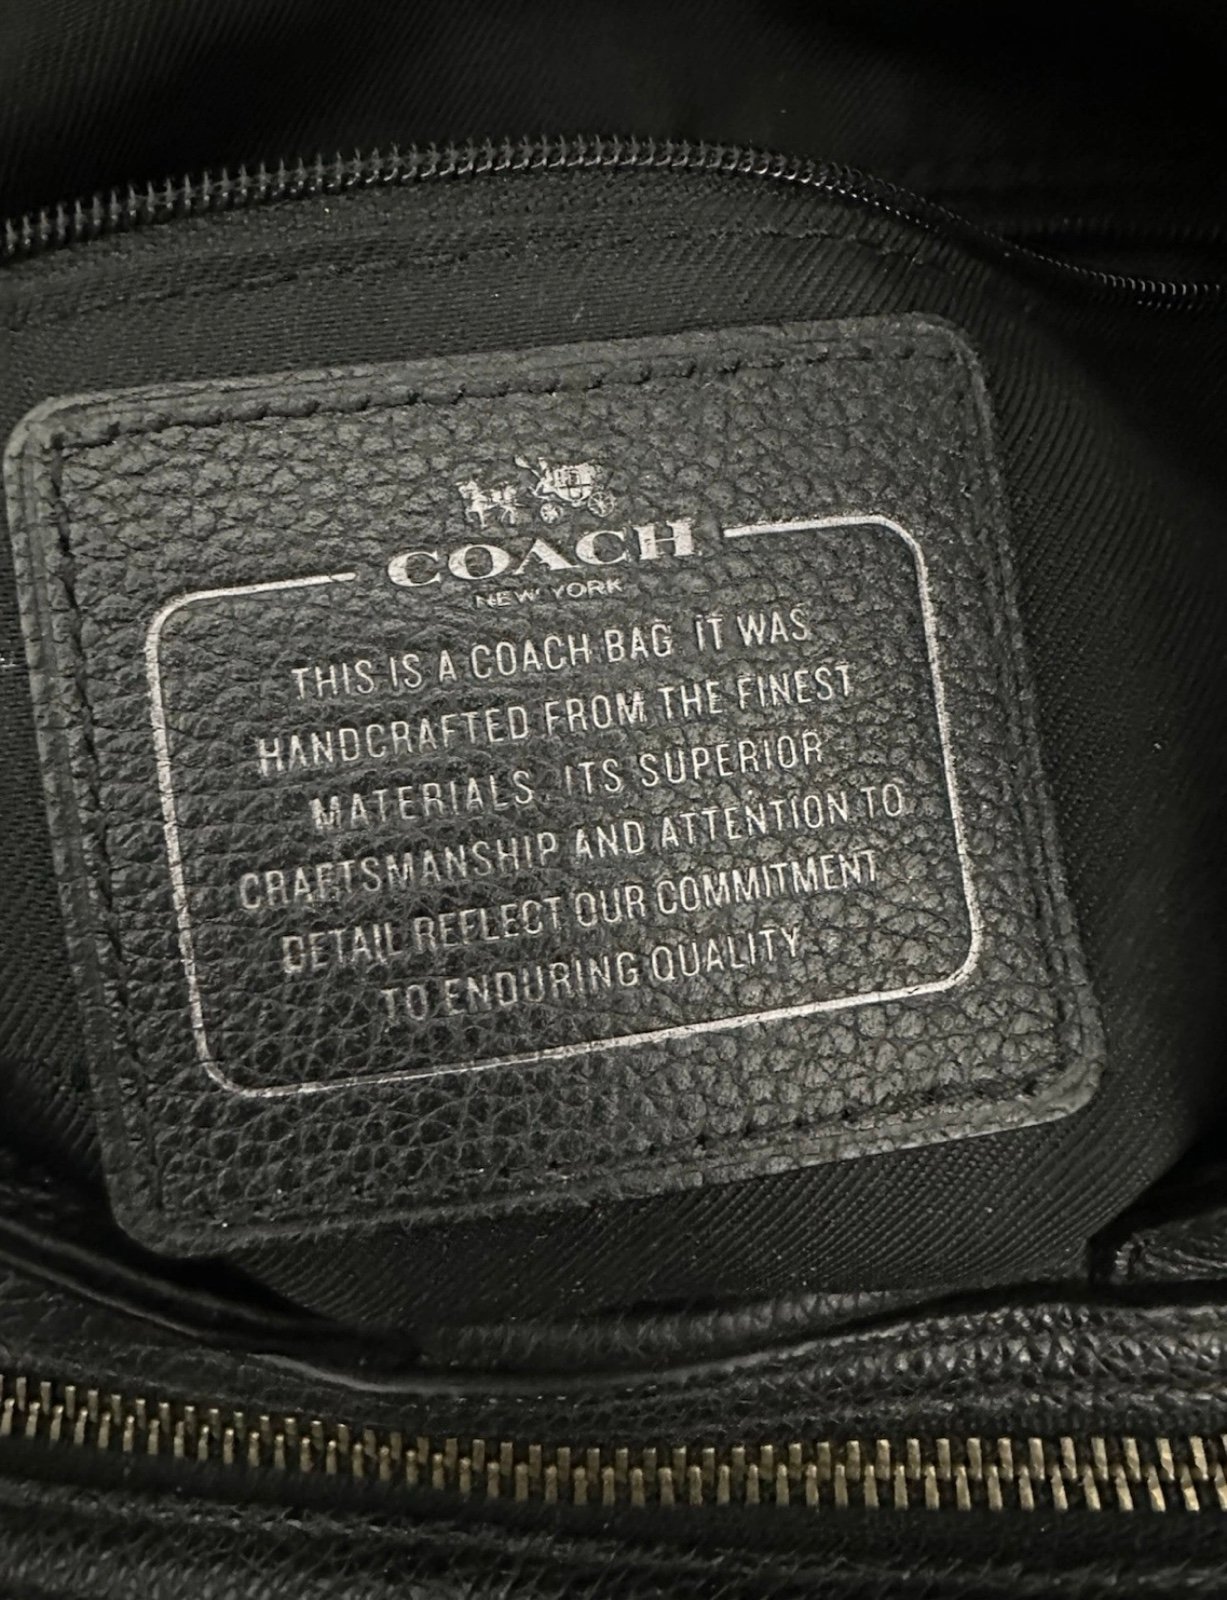 COACH
NEW YORK
THIS IS A COACH BAG. IT WAS
HANDCRAFTED FROM THE FINEST
MATERIALS. ITS SUPERIOR
CRAFTSMANSHIP AND ATTENTION TO
DETAIL REFLECT OUR COMMITMENT
TO ENDURING QUALITY